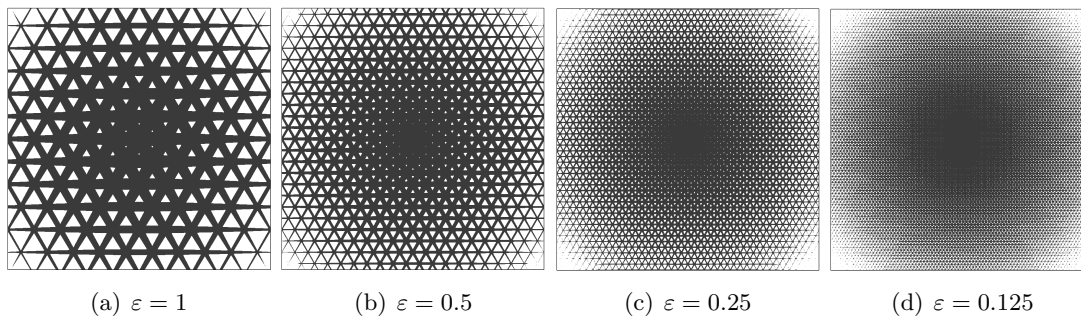 (a) ε = 1
(b) ε = 0.5
(c) ε = 0.25
(d) ε = 0.125